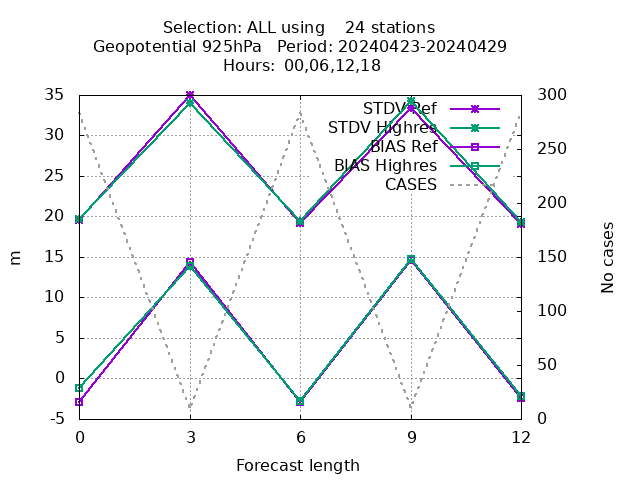 Selection: ALL using    24 stations
Geopotential 925hPa   Period: 20240423-20240429
Hours: 00,06,12,18
35
30
25
20
15
10
5
0
-5
m
STDV Ref
STDV Highres
BIAS Ref
BIAS Highres
CASES
300
250
200
150
100
50
0
No cases
0 3 6 9 12
Forecast length